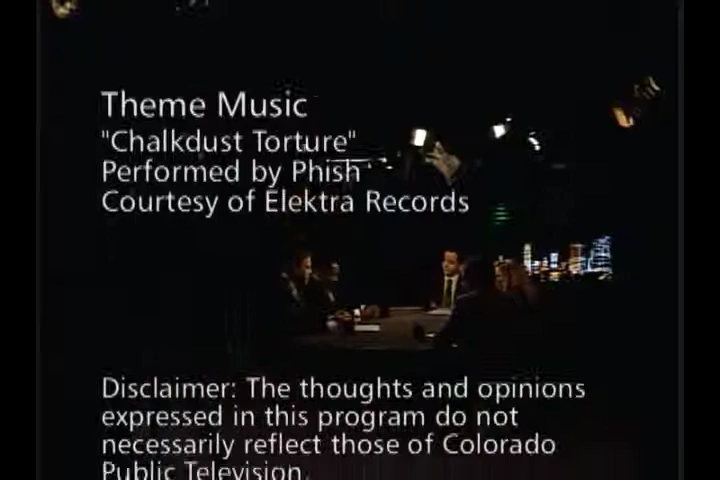 Theme Music
"Chalkdust Torture"
Performed by Phish
Courtesy of Elektra Records
Disclaimer: The thoughts and opinions
expressed in this program do not
necessarily reflect those of Colorado
Public Television.